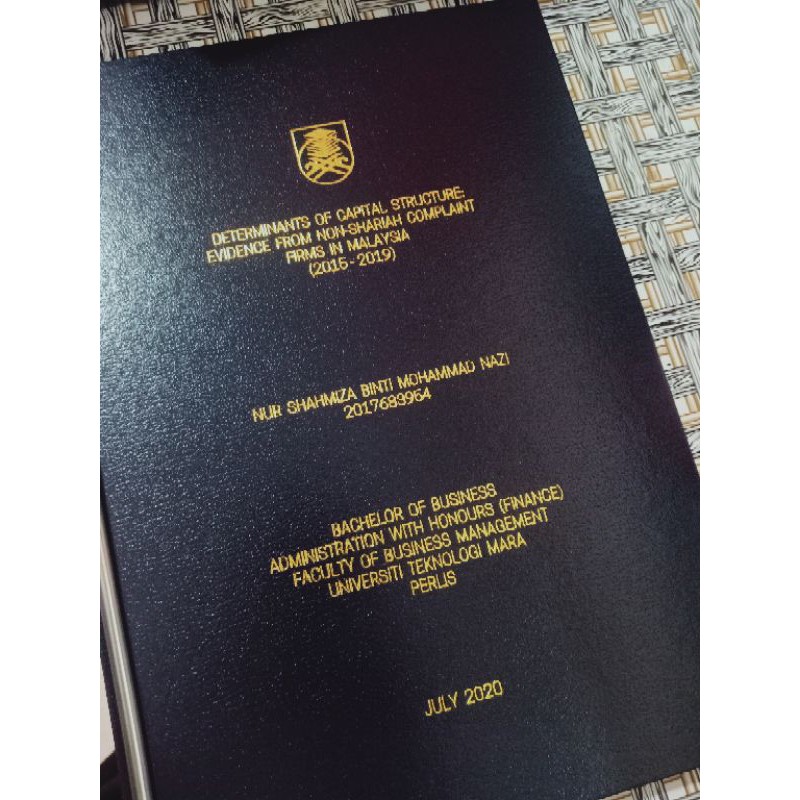 DETERMINANTS OF CAPITAL STRUCTURE:
EVIDENCE FROM NON-SHARIAH COMPLAINT
FIRMS IN MALAYSIA
(2015 - 2019)
NUR SHAHMIZA BINTI MOHAMMAD NAZI
2017689964
BACHELOR OF BUSINESS
ADMINISTRATION WITH HONOURS (FINANCE)
FACULTY OF BUSINESS MANAGEMENT
UNIVERSITI TEKNOLOGI MARA
PERLIS
JULY 2020